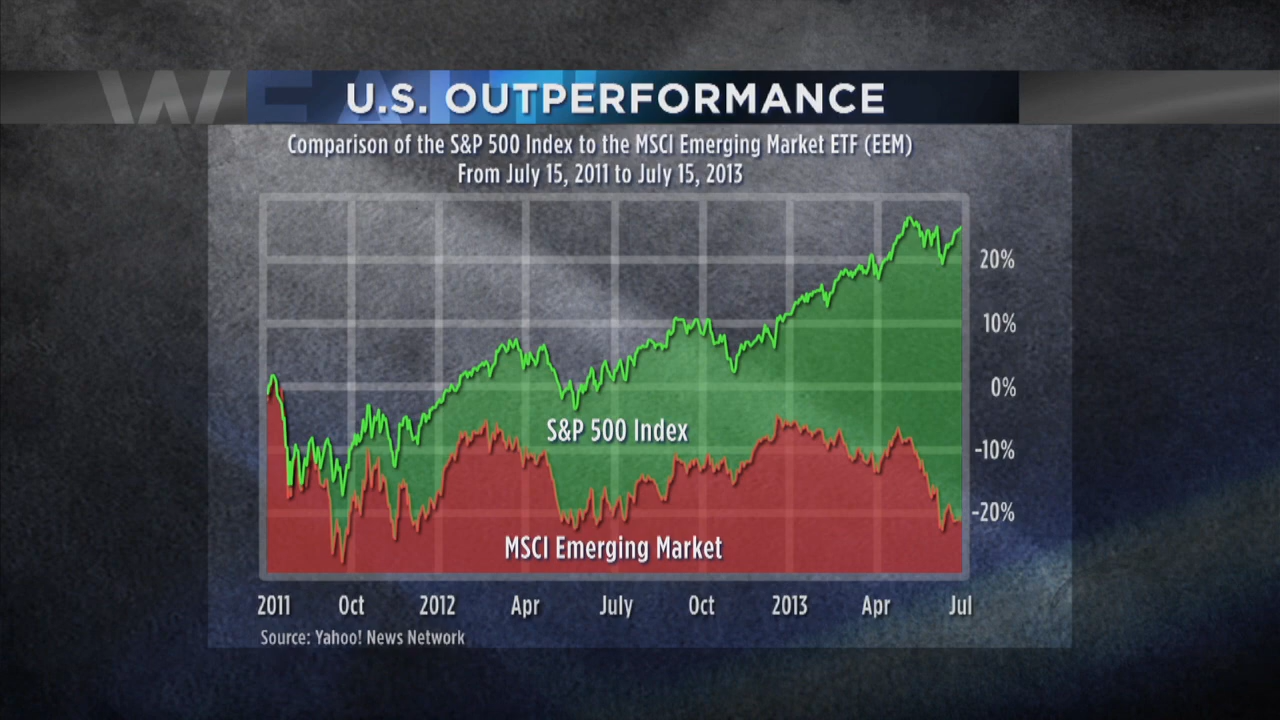 WEALTH
U.S. OUTPERFORMANCE
Comparison of the S&P 500 Index to the MSCI Emerging Market ETF (EEM)
From July 15, 2011 to July 15, 2013
20%
10%
0%
-10%
-20%
S&P 500 Index
MSCI Emerging Market
2011 Oct 2012 Apr July Oct 2013 Apr Jul
Source: Yahoo! News Network